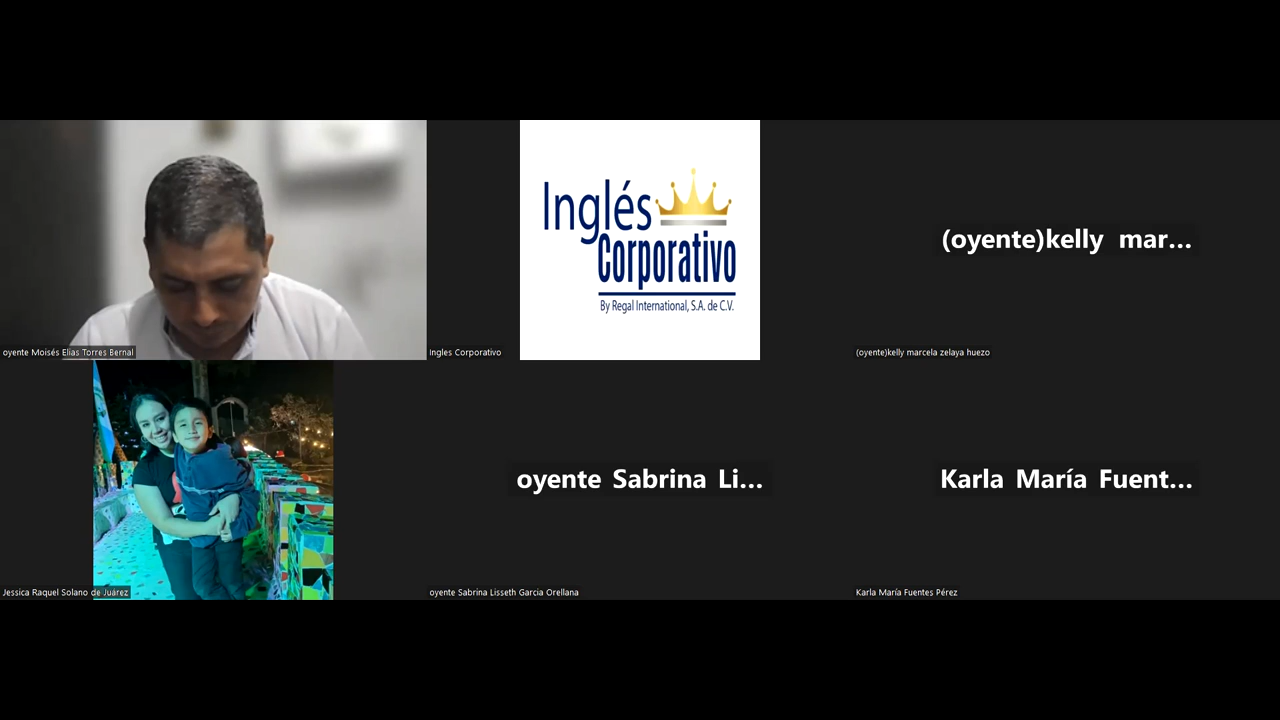 Inglés
Corporativo
By Regal International, S.A. de C.V.
(oyente)kelly mar...
oyente Moisés Elias Torres Bernal
Ingles Corporativo
(oyente)kelly marcela zelaya huezo
oyente Sabrina Li...
Karla María Fuent...
Jessica Raquel Solano de Juárez
oyente Sabrina Lisseth Garcia Orellana
Karla María Fuentes Pérez